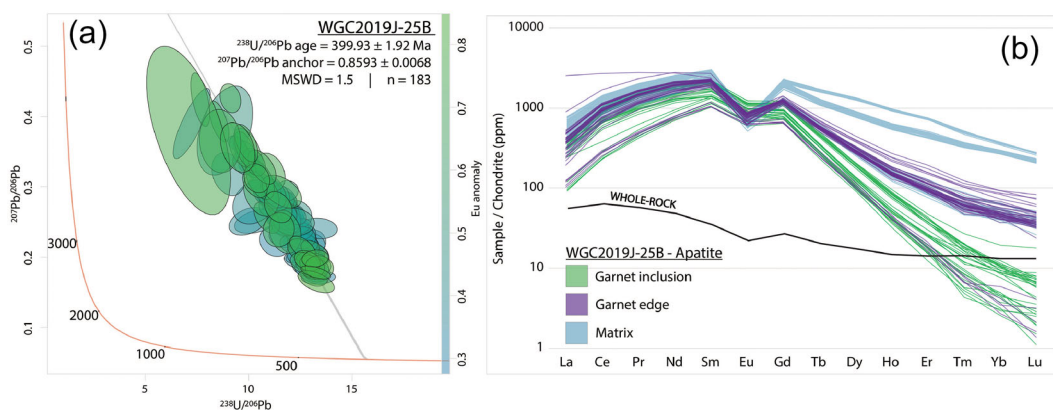 (a)
WGC2019J-25B
²³⁸U/²⁰⁶Pb age = 399.93 ± 1.92 Ma
²⁰⁷Pb/²⁰⁶Pb anchor = 0.8593 ± 0.0068
MSWD = 1.5 | n = 183
0.5
0.4
0.3
0.2
0.1
²⁰⁷Pb/²⁰⁶Pb
3000
2000
1000
500
5
10
15
²³⁸U/²⁰⁶Pb
0.8
0.7
0.6
0.5
0.4
0.3
Eu anomaly
(b)
10000
1000
100
10
1
Sample / Chondrite (ppm)
WHOLE-ROCK
WGC2019J-25B - Apatite
Garnet inclusion
Garnet edge
Matrix
La Ce Pr Nd Sm Eu Gd Tb Dy Ho Er Tm Yb Lu